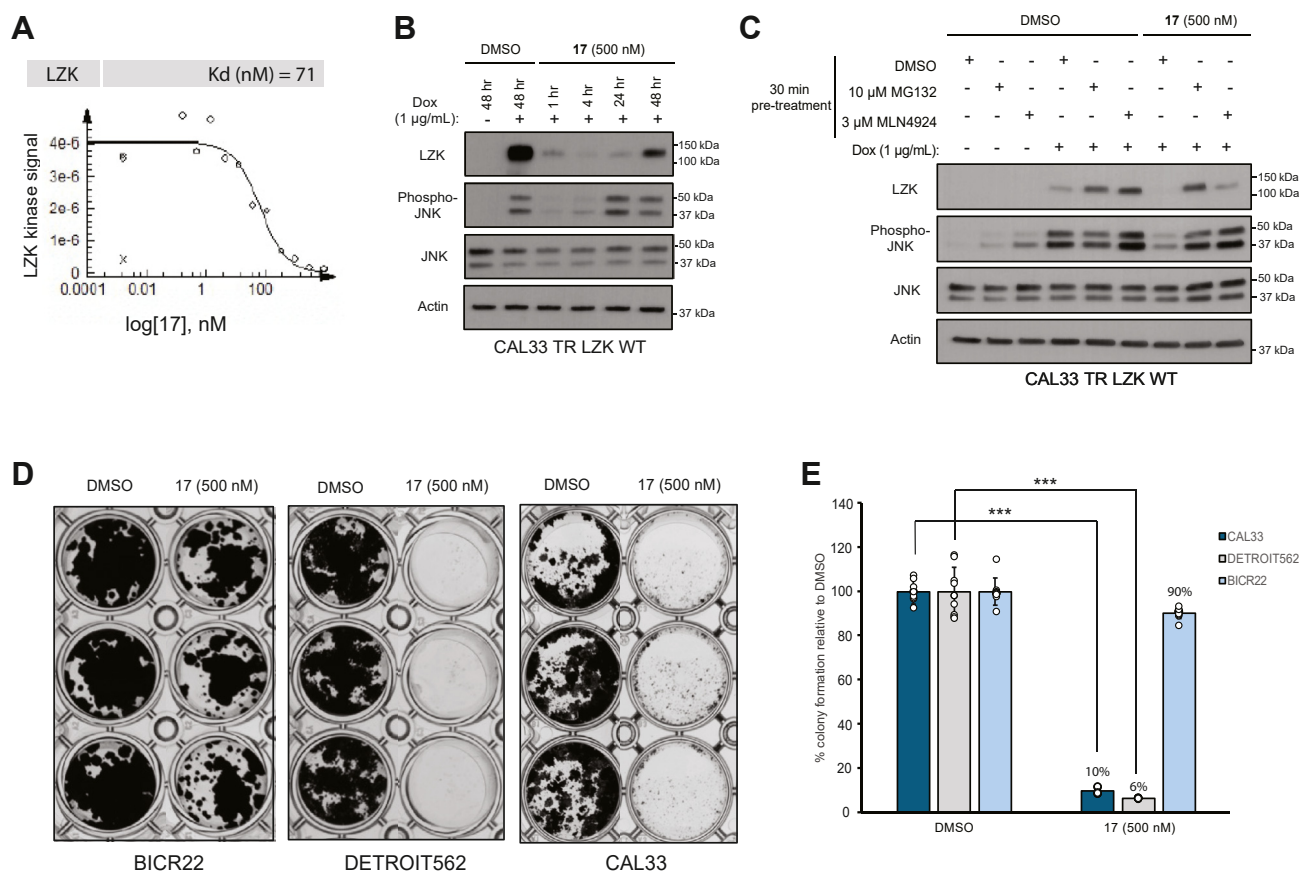 A
LZK
Kd (nM) = 71
LZK kinase signal
4e-6
3e-6
2e-6
1e-6
0
0.0001
0.01
1
100
log[17], nM
B
DMSO
17 (500 nM)
48 hr
48 hr
1 hr
4 hr
24 hr
48 hr
Dox
(1 µg/mL):
- + + + + +
LZK
150 kDa
100 kDa
Phospho-
JNK
50 kDa
37 kDa
JNK
50 kDa
37 kDa
Actin
37 kDa
CAL33 TR LZK WT
C
DMSO
17 (500 nM)
30 min
pre-treatment
DMSO + - - + - - + - -
10 µM MG132 - + - - + - - + -
3 µM MLN4924 - - + - - + - - +
Dox (1 µg/mL): - - - + + + + + +
LZK
150 kDa
100 kDa
Phospho-
JNK
50 kDa
37 kDa
JNK
50 kDa
37 kDa
Actin
37 kDa
CAL33 TR LZK WT
D
DMSO
17 (500 nM)
DMSO
17 (500 nM)
DMSO
17 (500 nM)
BICR22
DETROIT562
CAL33
E
% colony formation relative to DMSO
140
120
100
80
60
40
20
0
***
***
10%
6%
90%
DMSO
17 (500 nM)
CAL33
DETROIT562
BICR22